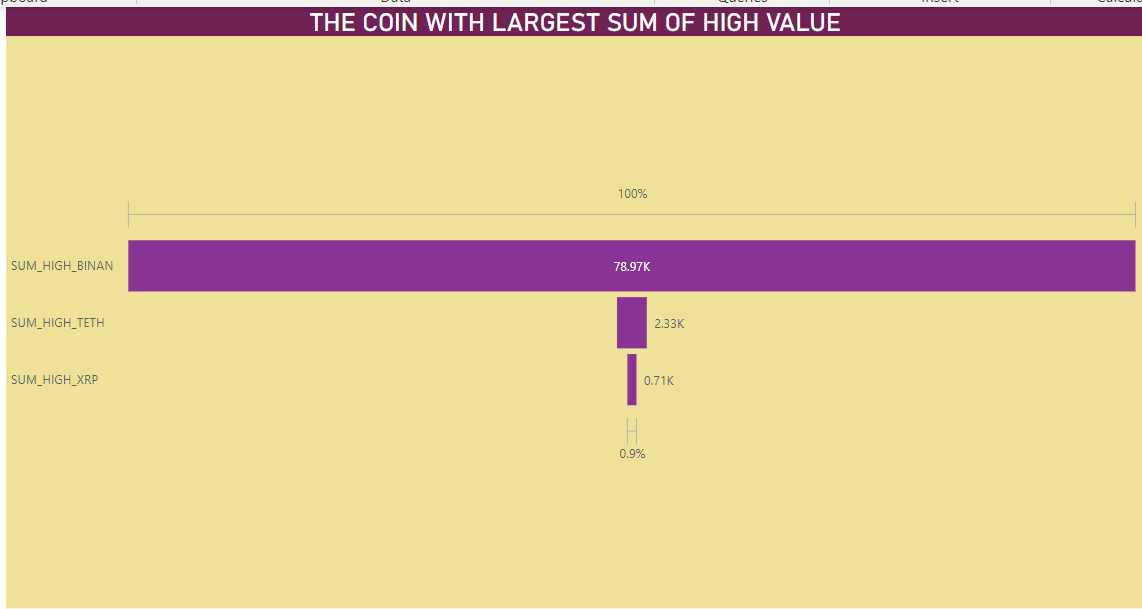 Data
Queries
THE COIN WITH LARGEST SUM OF HIGH VALUE
100%
SUM_HIGH_BINAN 78.97K
SUM_HIGH_TETH 2.33K
SUM_HIGH_XRP 0.71K
0.9%